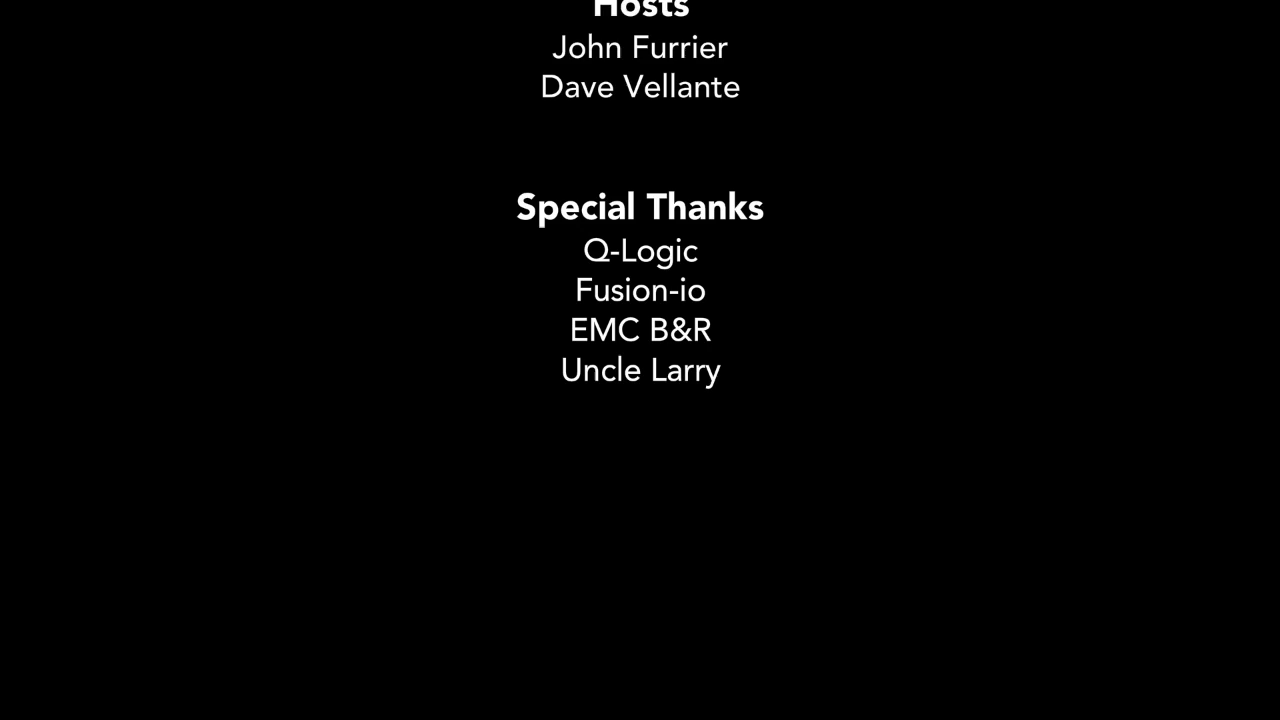 Hosts
John Furrier
Dave Vellante
Special Thanks
Q-Logic
Fusion-io
EMC B&R
Uncle Larry